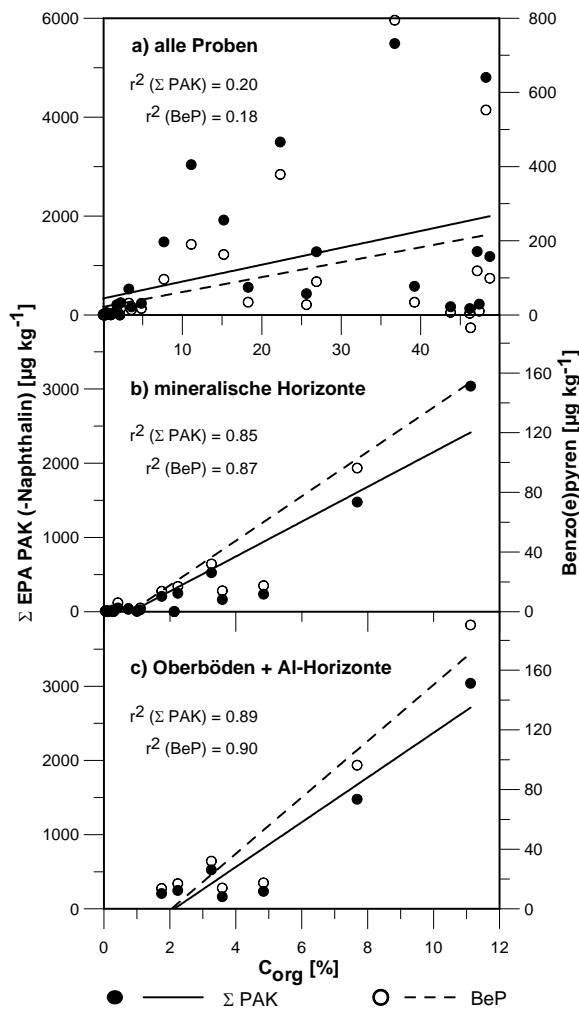 6000
800
a) alle Proben
r2 (Σ PAK) = 0.20
r2 (BeP) = 0.18
600
4000
400
2000
200
0
0
10
20
30
40
Σ EPA PAK (-Naphthalin) [µg kg-1]
Benzo(e)pyren [µg kg-1]
b) mineralische Horizonte
r2 (Σ PAK) = 0.85
r2 (BeP) = 0.87
3000
160
120
2000
80
1000
40
0
0
c) Oberböden + Al-Horizonte
r2 (Σ PAK) = 0.89
r2 (BeP) = 0.90
3000
160
120
2000
80
1000
40
0
0
0 2 4 6 8 10 12
Corg [%]
Σ PAK
BeP